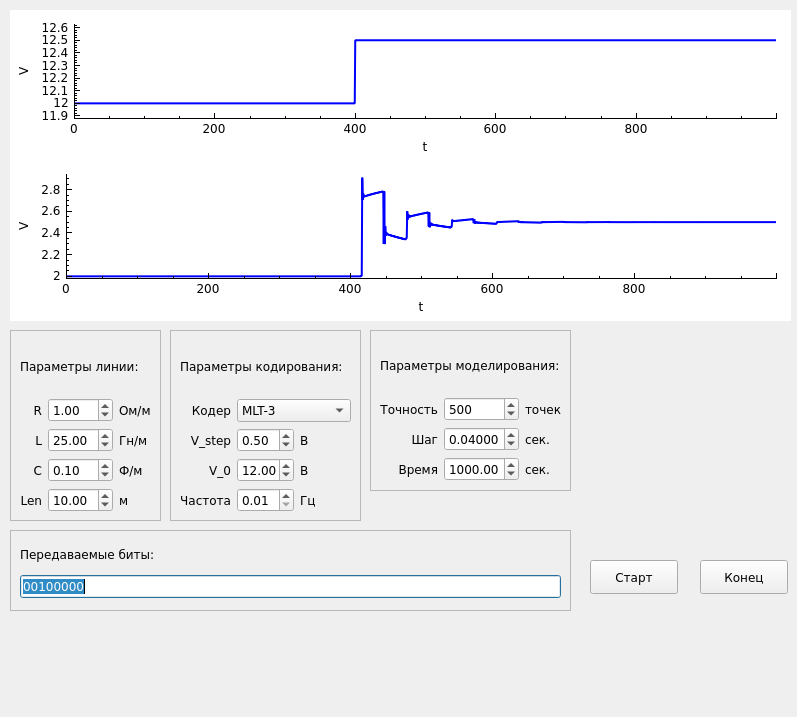 12.6
12.5
12.4
12.3
12.2
12.1
12
11.9
V
0 200 400 600 800
t
2.8
2.6
2.4
2.2
2
V
0 200 400 600 800
t
Параметры линии:
R 1.00 Ом/м
L 25.00 Гн/м
C 0.10 Ф/м
Len 10.00 м
Параметры кодирования:
Кодер MLT-3
V_step 0.50 В
V_0 12.00 В
Частота 0.01 Гц
Параметры моделирования:
Точность 500 точек
Шаг 0.04000 сек.
Время 1000.00 сек.
Передаваемые биты:
00100000
Старт
Конец